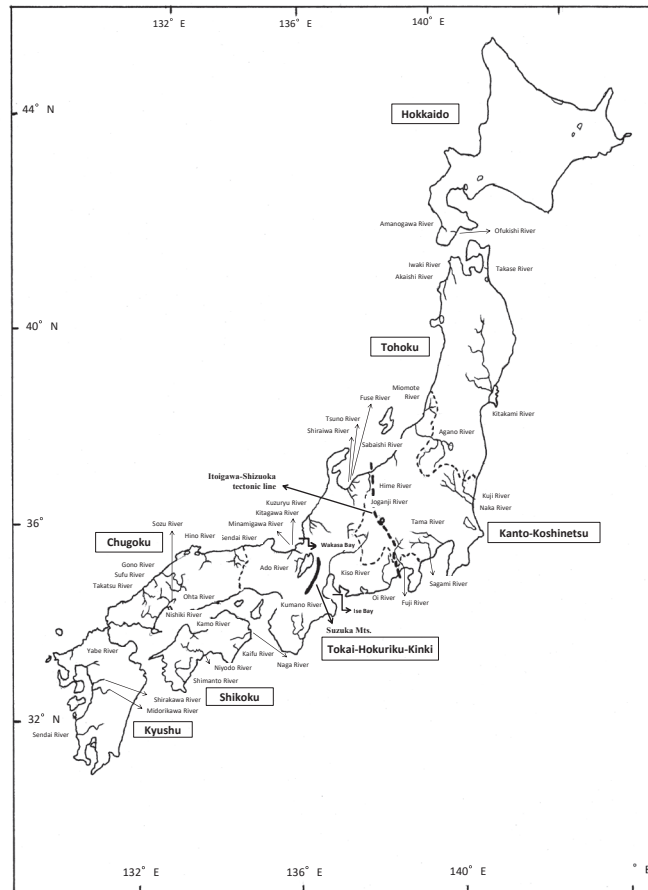 132° E
136° E
140° E
44° N
Hokkaido
Amanogawa River
Ofukishi River
Iwaki River
Takase River
Akaishi River
40° N
Tohoku
Miomote
River
Fuse River
Kitakami River
Tsuno River
Shiraiwa River
Agano River
Sabaishi River
Itoigawa-Shizuoka
tectonic line
Hime River
Kuji River
Joganji River
Naka River
Kuzuryu River
Kitagawa River
Minamigawa River
Tama River
36° N
Kanto-Koshinetsu
Sozu River
Hino River
Sendai River
Chugoku
Wakasa Bay
Gono River
Sufu River
Takatsu River
Ado River
Kiso River
Sagami River
Ohta River
Oi River
Fuji River
Kumano River
Ise Bay
Nishiki River
Kamo River
Suzuka Mts.
Tokai-Hokuriku-Kinki
Yabe River
Kaifu River
Naga River
Niyodo River
Shimanto River
Shikoku
Shirakawa River
Midorikawa River
32° N
Kyushu
Sendai River
132° E
136° E
140° E